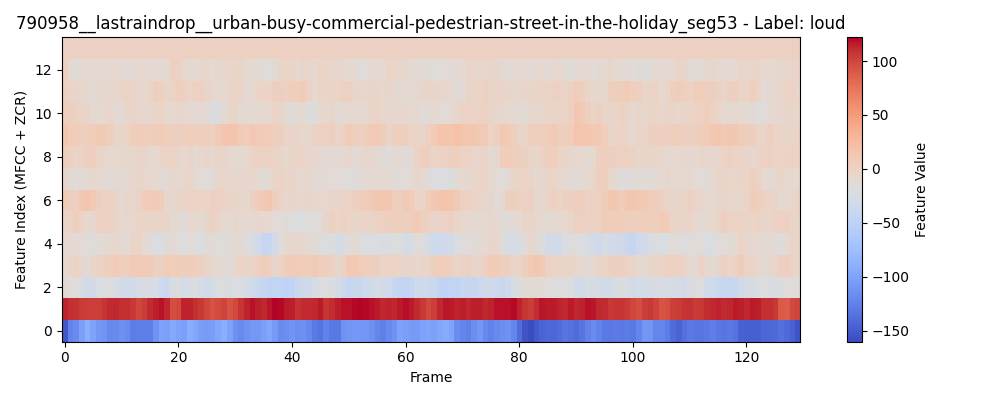 790958__lastraindrop__urban-busy-commercial-pedestrian-street-in-the-holiday_seg53 - Label: loud
Feature Index (MFCC + ZCR)
12
10
8
6
4
2
0
0 20 40 60 80 100 120
Frame
100
50
0
−50
−100
−150
Feature Value